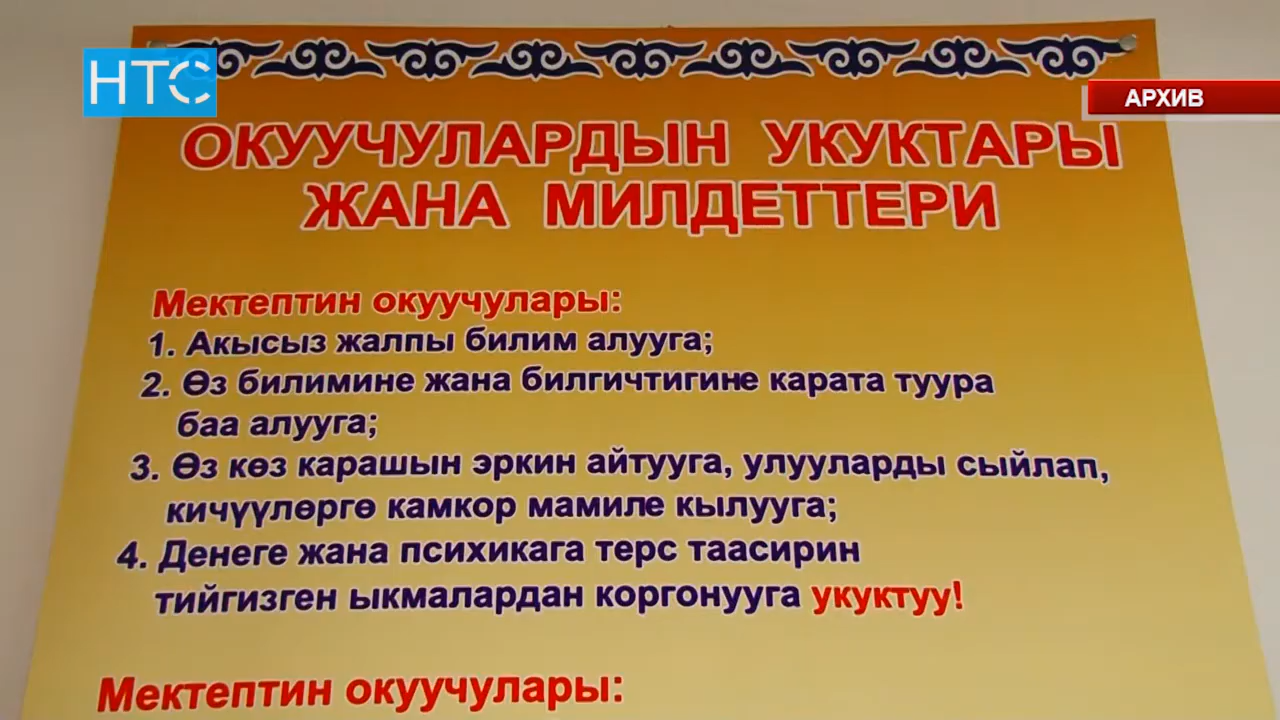 НТС
АРХИВ
ОКУУЧУЛАРДЫН УКУКТАРЫ
ЖАНА МИЛДЕТТЕРИ
Мектептин окуучулары:
1. Акысыз жалпы билим алууга;
2. Өз билимине жана билгичтигине карата туура
баа алууга;
3. Өз көз карашын эркин айтууга, улууларды сыйлап,
кичүүлөргө камкор мамиле кылууга;
4. Денеге жана психикага терс таасирин
тийгизген ыкмалардан коргонууга укуктуу!
Мектептин окуучулары: